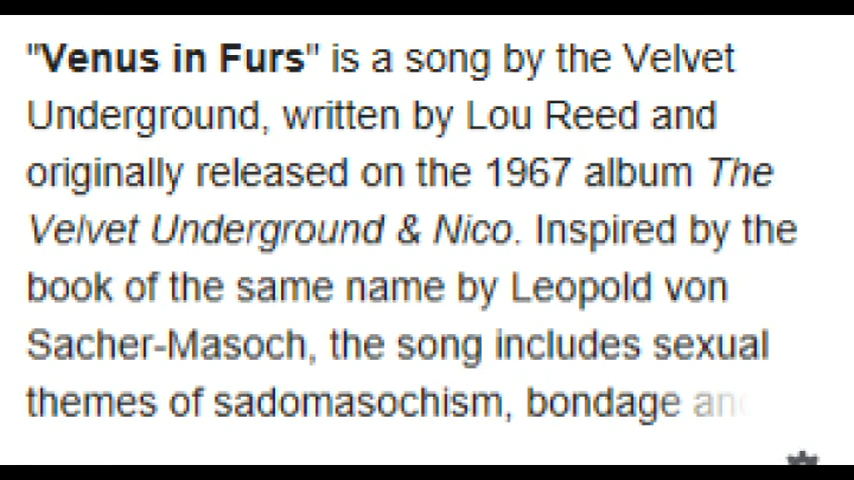 "Venus in Furs" is a song by the Velvet
Underground, written by Lou Reed and
originally released on the 1967 album The
Velvet Underground & Nico. Inspired by the
book of the same name by Leopold von
Sacher-Masoch, the song includes sexual
themes of sadomasochism, bondage and